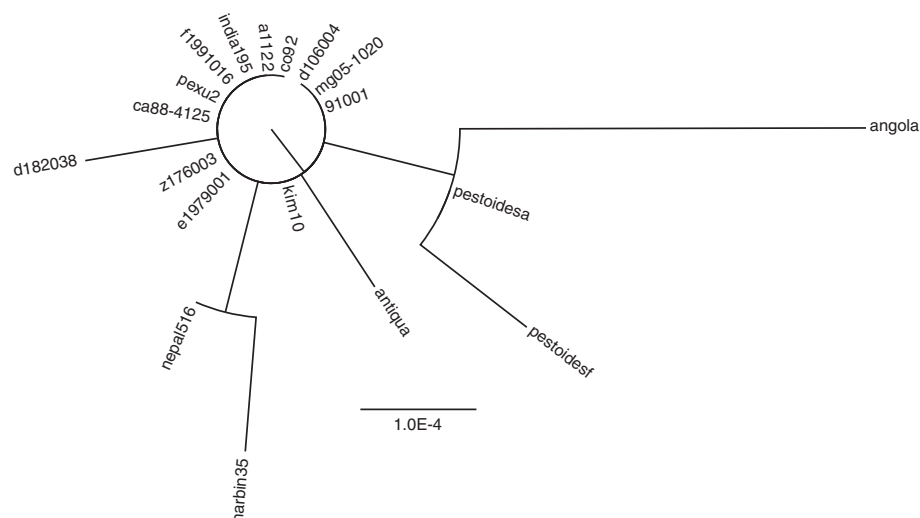 f1991016
india195
a1122
co92
d106004
mg05-1020
91001
pexu2
ca88-4125
d182038
z176003
e1979001
kim10
angola
pestoidesa
antiqua
nepal516
pestoidesf
1.0E-4
harbin35